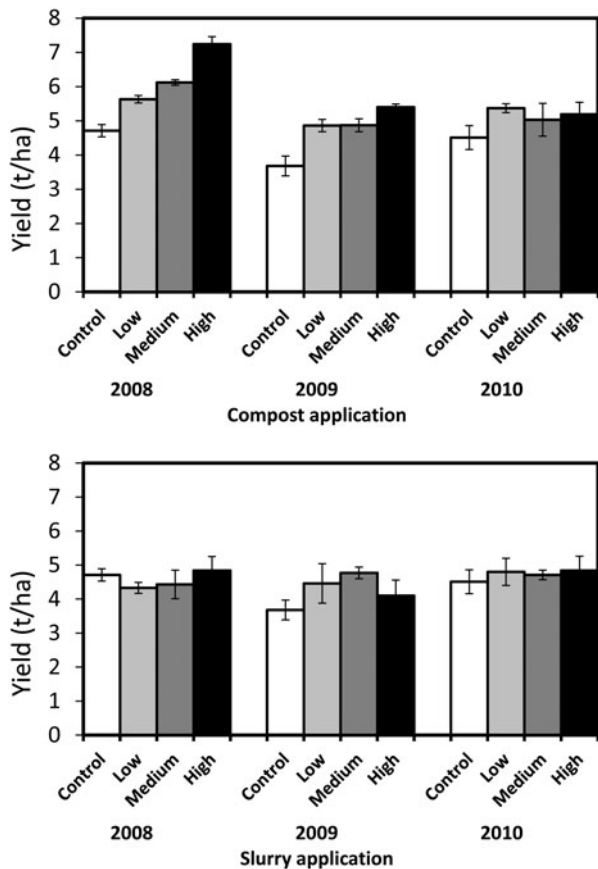 Yield (t/ha)
8
7
6
5
4
3
2
1
0
Control Low Medium High Control Low Medium High Control Low Medium High
2008 2009 2010
Compost application
Yield (t/ha)
8
7
6
5
4
3
2
1
0
Control Low Medium High Control Low Medium High Control Low Medium High
2008 2009 2010
Slurry application